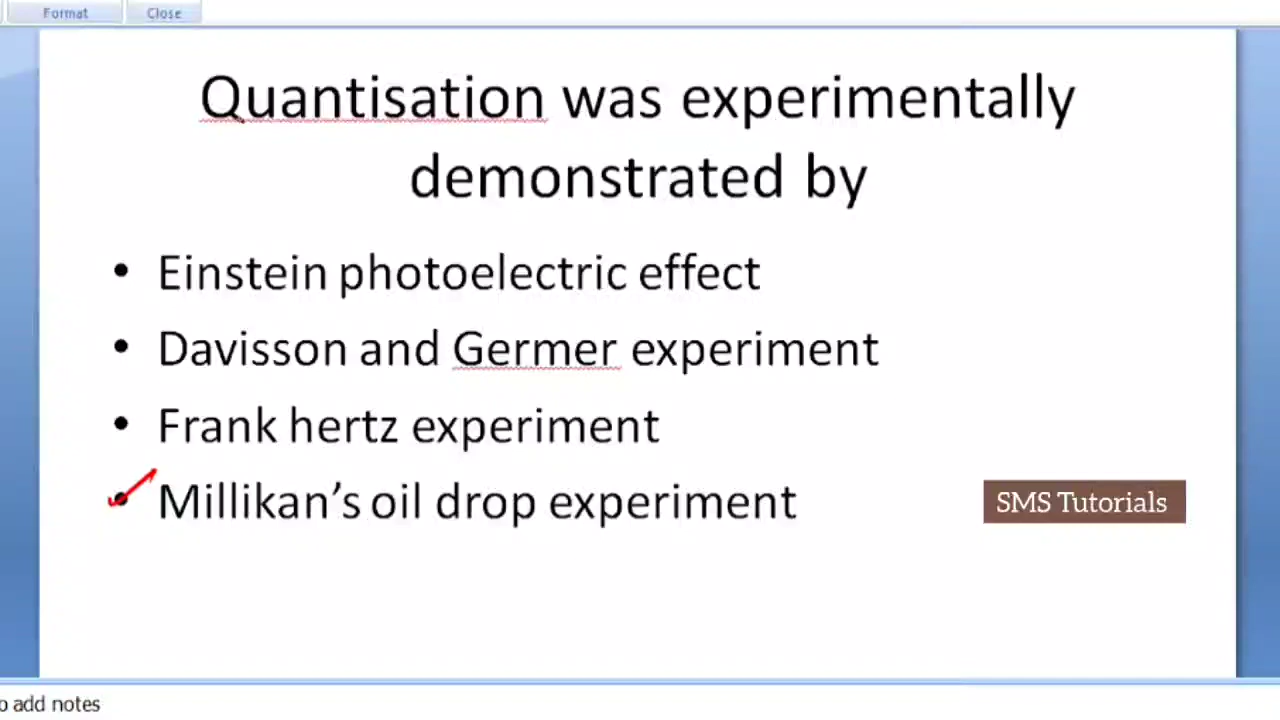 Format Close
Quantisation was experimentally
demonstrated by
• Einstein photoelectric effect
• Davisson and Germer experiment
• Frank hertz experiment
• Millikan’s oil drop experiment
SMS Tutorials
add notes